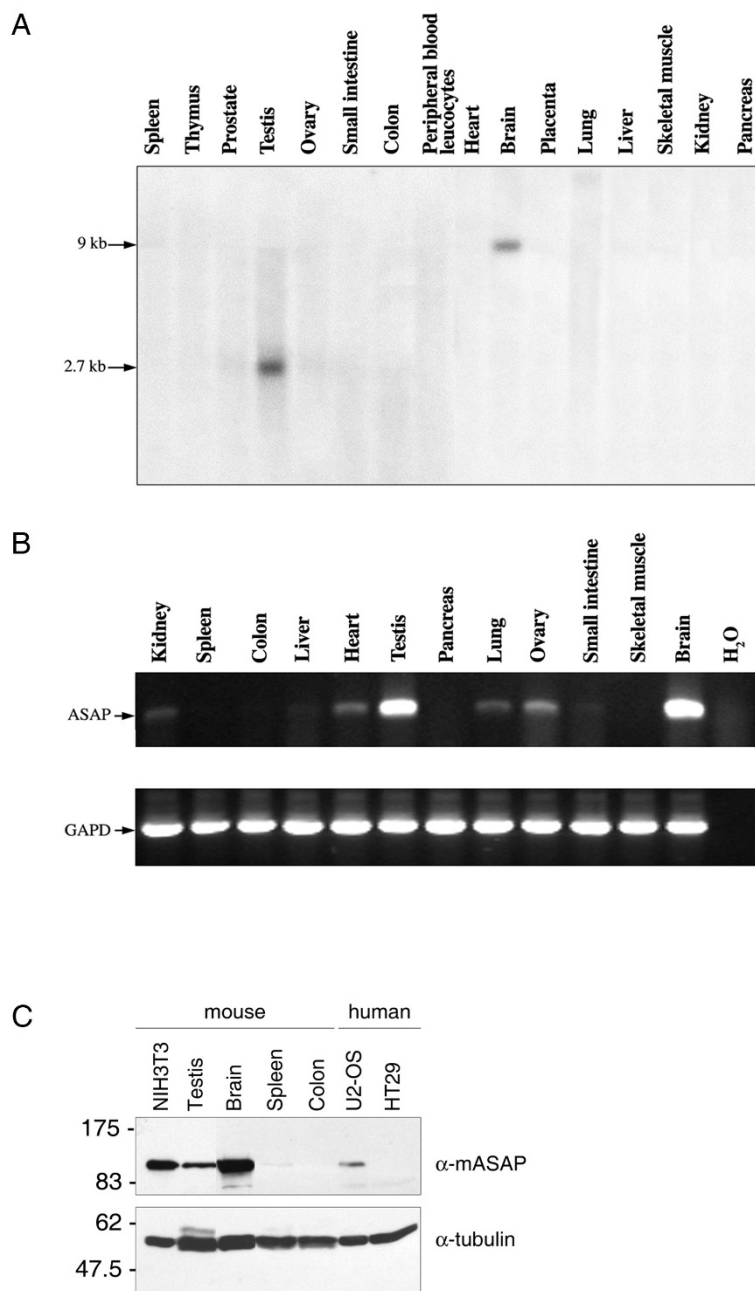 A
Spleen
Thymus
Prostate
Testis
Ovary
Small intestine
Colon
Peripheral blood
leucocytes
Heart
Brain
Placenta
Lung
Liver
Skeletal muscle
Kidney
Pancreas
9 kb
2.7 kb
B
Kidney
Spleen
Colon
Liver
Heart
Testis
Pancreas
Lung
Ovary
Small intestine
Skeletal muscle
Brain
H₂O
ASAP
GAPD
C
mouse
human
NIH3T3
Testis
Brain
Spleen
Colon
U2-OS
HT29
175 -
83 -
α-mASAP
62 -
47.5 -
α-tubulin